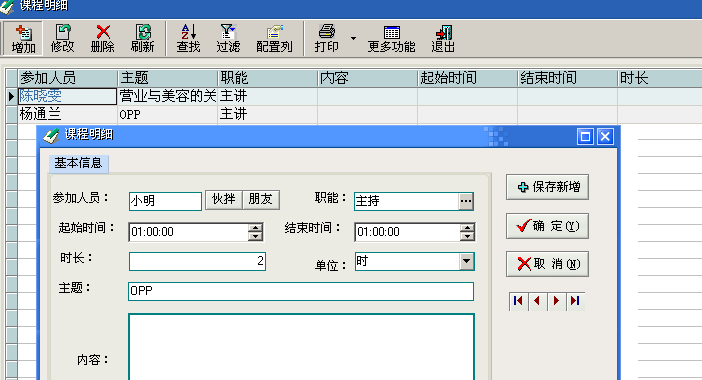 课程明细
增加 修改 删除 刷新 查找 过滤 配置列 打印 更多功能 退出
参加人员 主题 职能 内容 起始时间 结束时间 时长
陈晓雯 营业与美容的关 主讲
杨通兰 OPP 主讲
课程明细
基本信息
参加人员： 小明 伙拌 朋友 职能： 主持 ...
保存新增
起始时间： 01:00:00 结束时间： 01:00:00
确 定(Y)
时长： 2 单位： 时
取 消(N)
主题： OPP
内容：